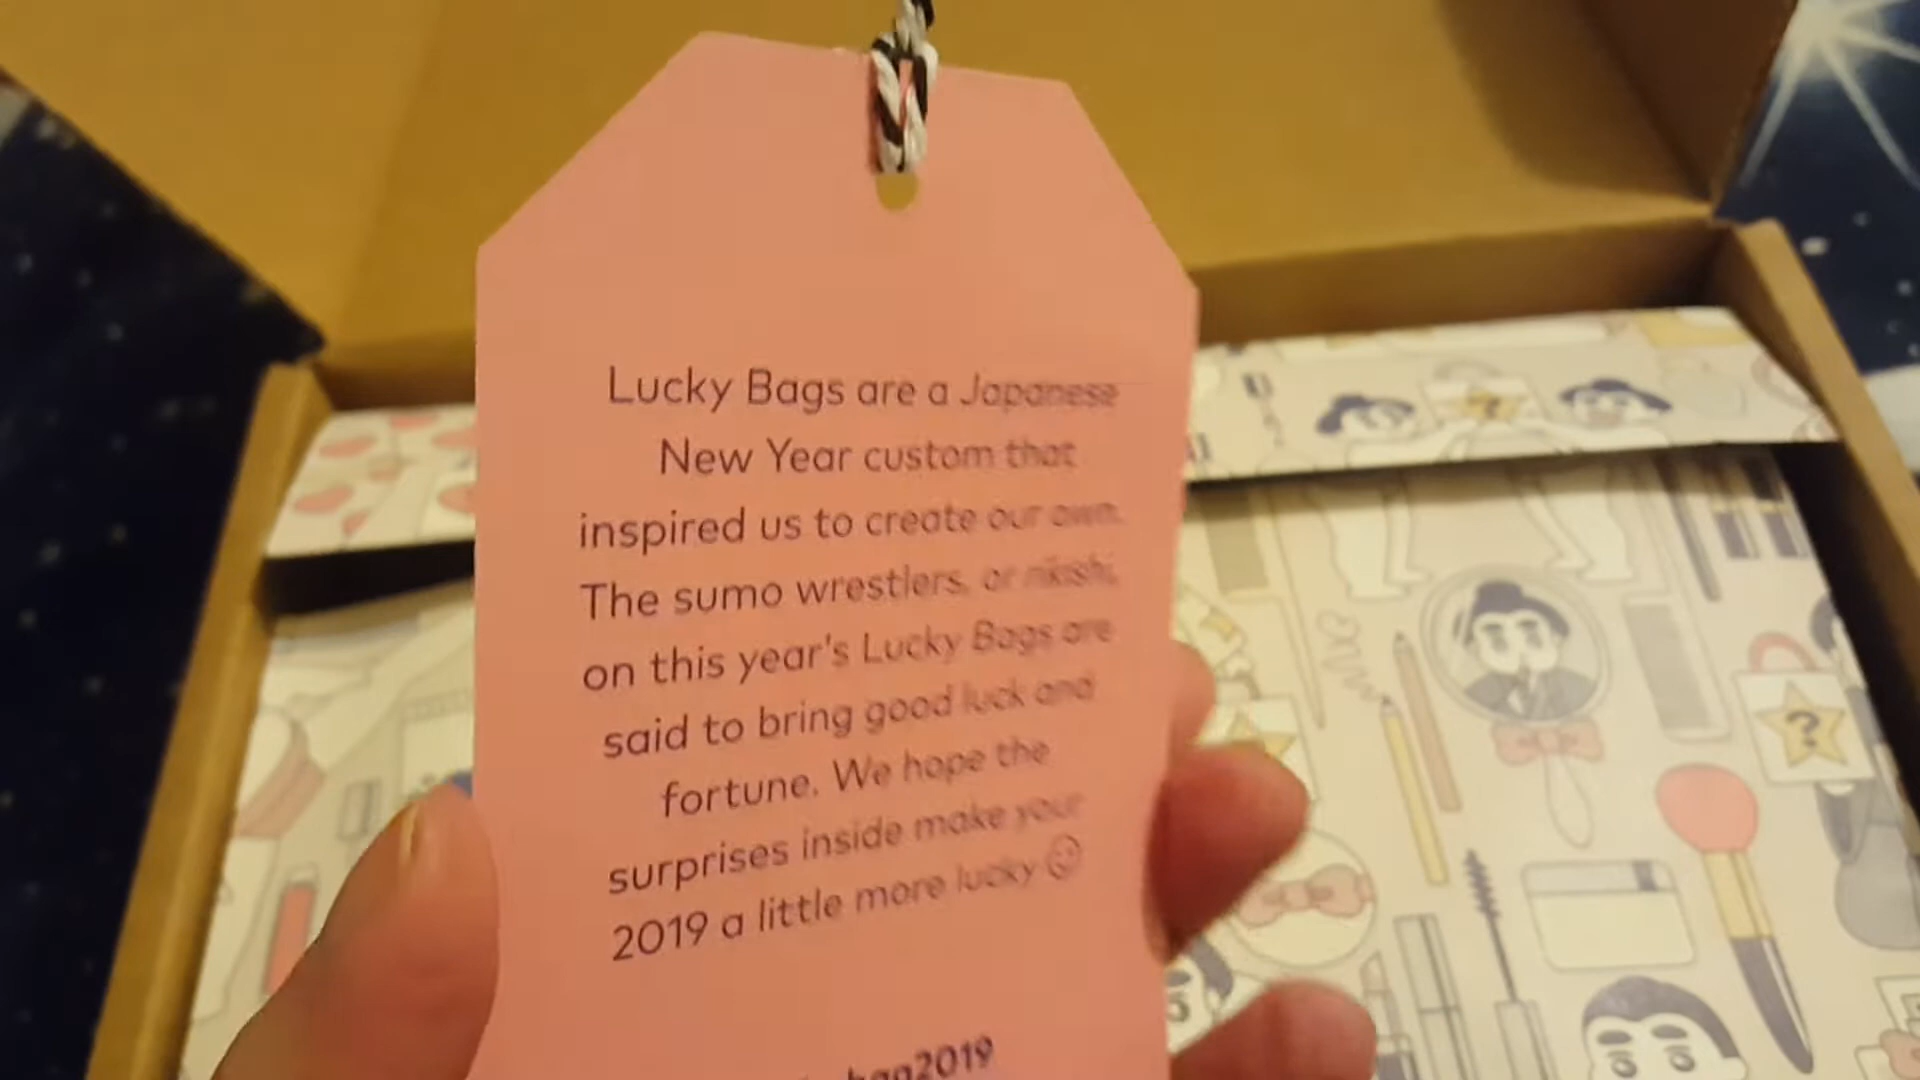 Lucky Bags are a Japanese
New Year custom that
inspired us to create our own.
The sumo wrestlers, or rikishi,
on this year's Lucky Bags are
said to bring good luck and
fortune. We hope the
surprises inside make your
2019 a little more lucky ☺
bag2019
?
?